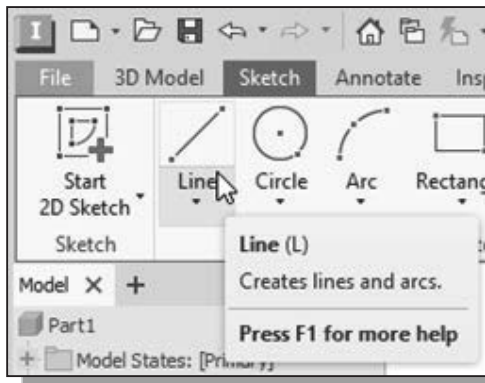 I
File 3D Model Sketch Annotate Insp
Start
2D Sketch
Line Circle Arc Rectang
Sketch
Line (L)
Creates lines and arcs.
Press F1 for more help
Model
Part1
Model States: [Primary]